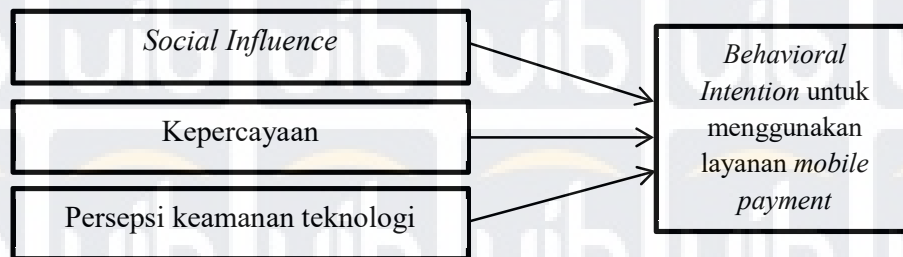 Social Influence
Kepercayaan
Persepsi keamanan teknologi
Behavioral
Intention untuk
menggunakan
layanan mobile
payment